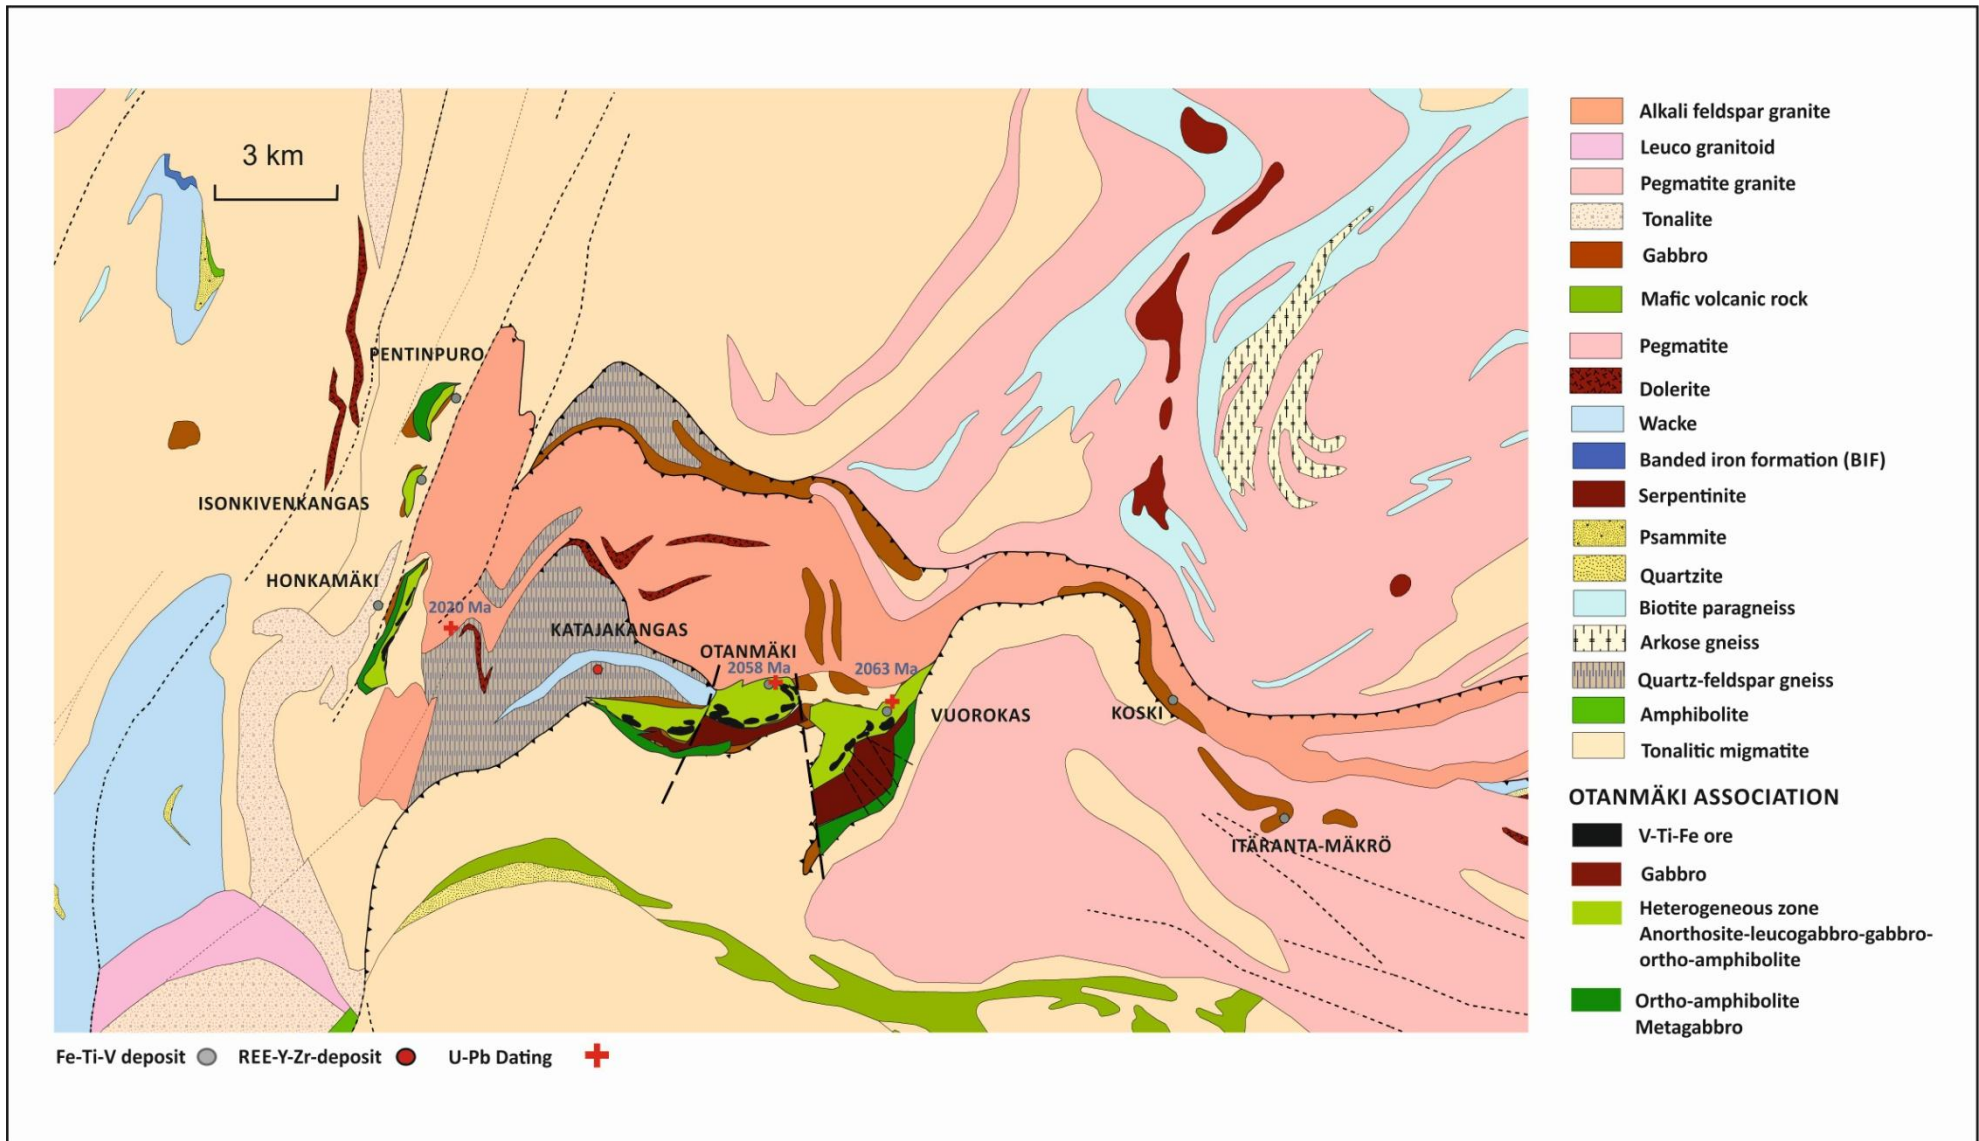 3 km
PENTINPURO
ISONKIVENKANGAS
HONKAMÄKI
2020 Ma
KATAJAKANGAS
OTANMÄKI
2058 Ma
2063 Ma
VUOROKAS
KOSKI
ITÄRANTA-MÄKRÖ
Alkali feldspar granite
Leuco granitoid
Pegmatite granite
Tonalite
Gabbro
Mafic volcanic rock
Pegmatite
Dolerite
Wacke
Banded iron formation (BIF)
Serpentinite
Psammite
Quartzite
Biotite paragneiss
Arkose gneiss
Quartz-feldspar gneiss
Amphibolite
Tonalitic migmatite
OTANMÄKI ASSOCIATION
V-Ti-Fe ore
Gabbro
Heterogeneous zone
Anorthosite-leucogabbro-gabbro-
ortho-amphibolite
Ortho-amphibolite
Metagabbro
Fe-Ti-V deposit
REE-Y-Zr-deposit
U-Pb Dating